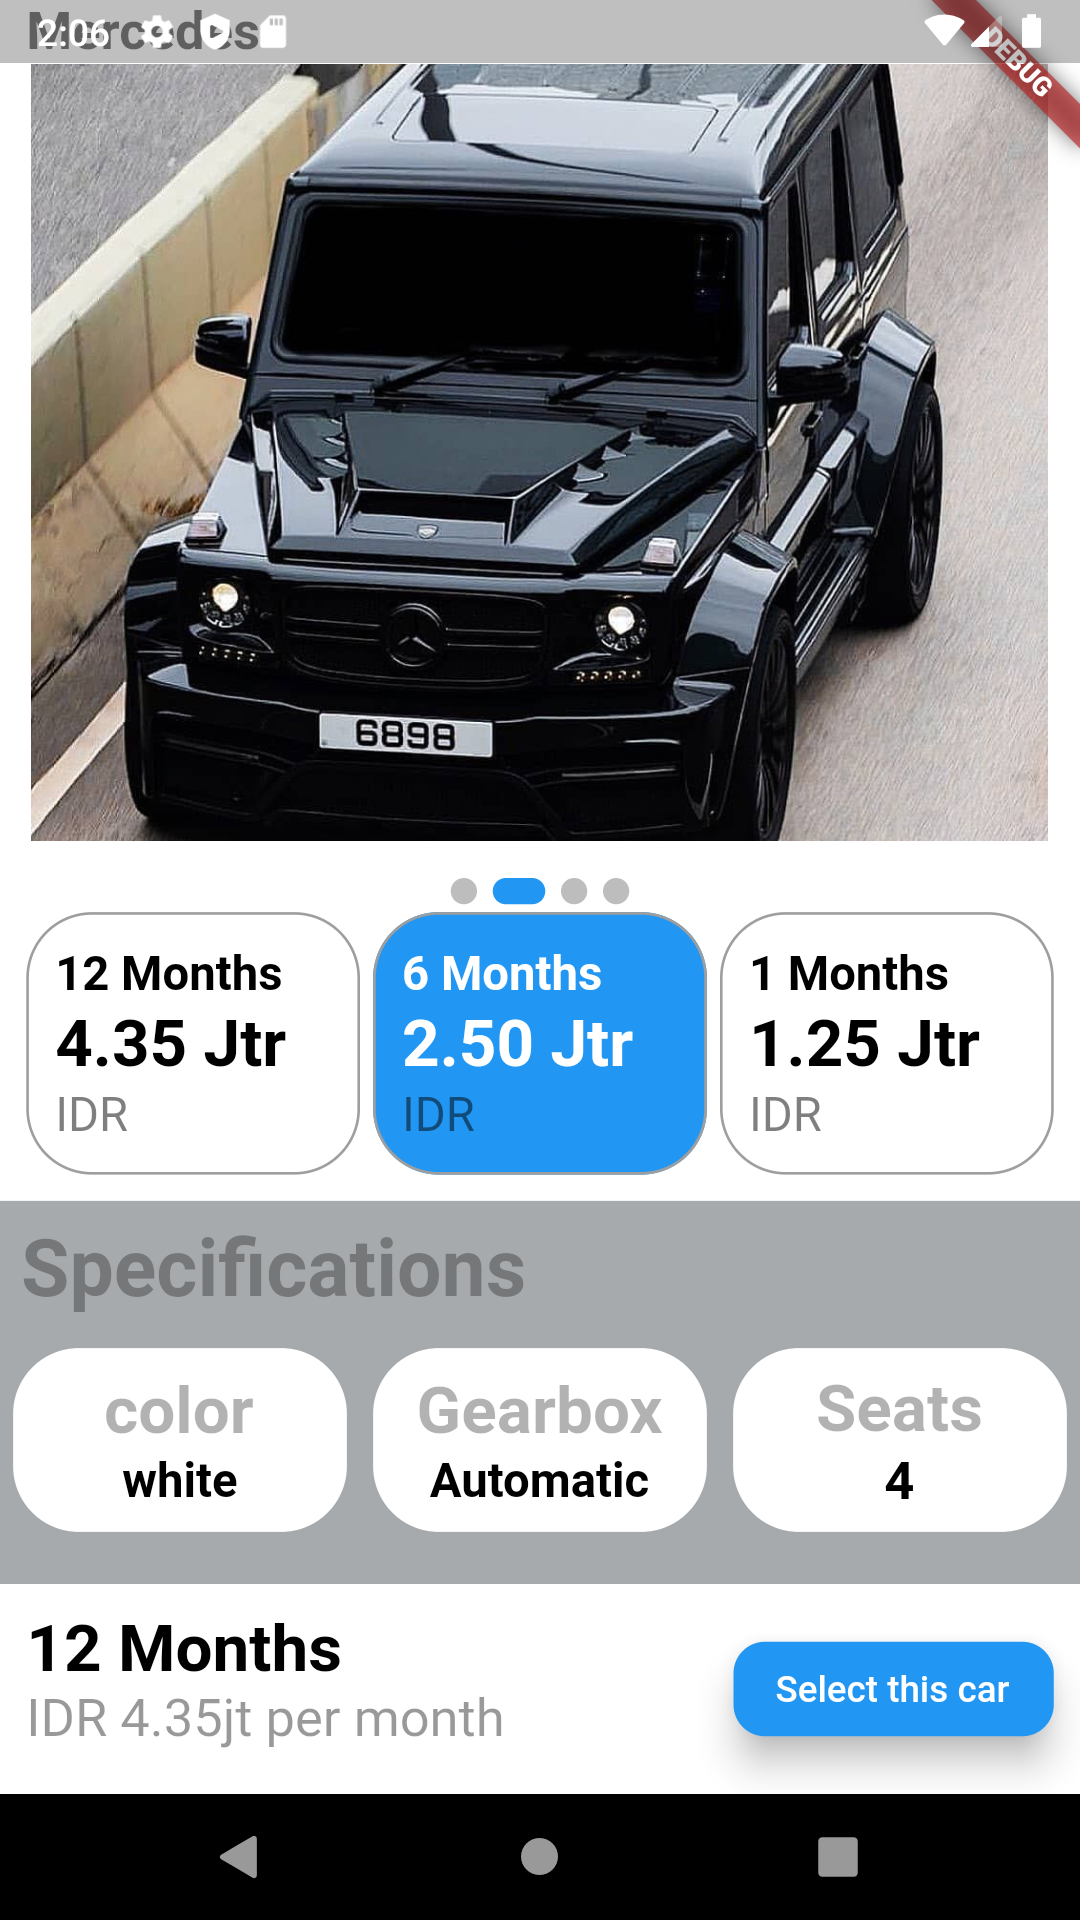 Mercedes
2:06
DEBUG
6898
12 Months
4.35 Jtr
IDR
6 Months
2.50 Jtr
IDR
1 Months
1.25 Jtr
IDR
Specifications
color
white
Gearbox
Automatic
Seats
4
12 Months
IDR 4.35jt per month
Select this car